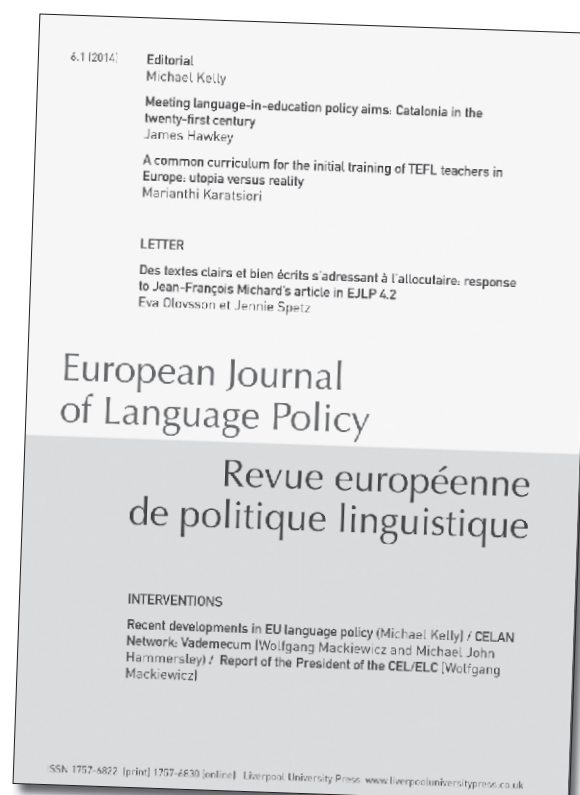 6.1 (2014)
Editorial
Michael Kelly
Meeting language-in-education policy aims: Catalonia in the
twenty-first century
James Hawkey
A common curriculum for the initial training of TEFL teachers in
Europe: utopia versus reality
Marianthi Karatsiori
LETTER
Des textes clairs et bien écrits s'adressant à l'alloculaire: response
to Jean-François Michard's article in EJLP 4.2
Eva Olovsson et Jennie Spetz
European Journal
of Language Policy
Revue européenne
de politique linguistique
INTERVENTIONS
Recent developments in EU language policy (Michael Kelly) / CELAN
Network: Vademecum (Wolfgang Mackiewicz and Michael John
Hammersley) / Report of the President of the CEL/ELC (Wolfgang
Mackiewicz)
ISSN 1757-6822 (print) 1757-6830 (online) Liverpool University Press www.liverpooluniversitypress.co.uk